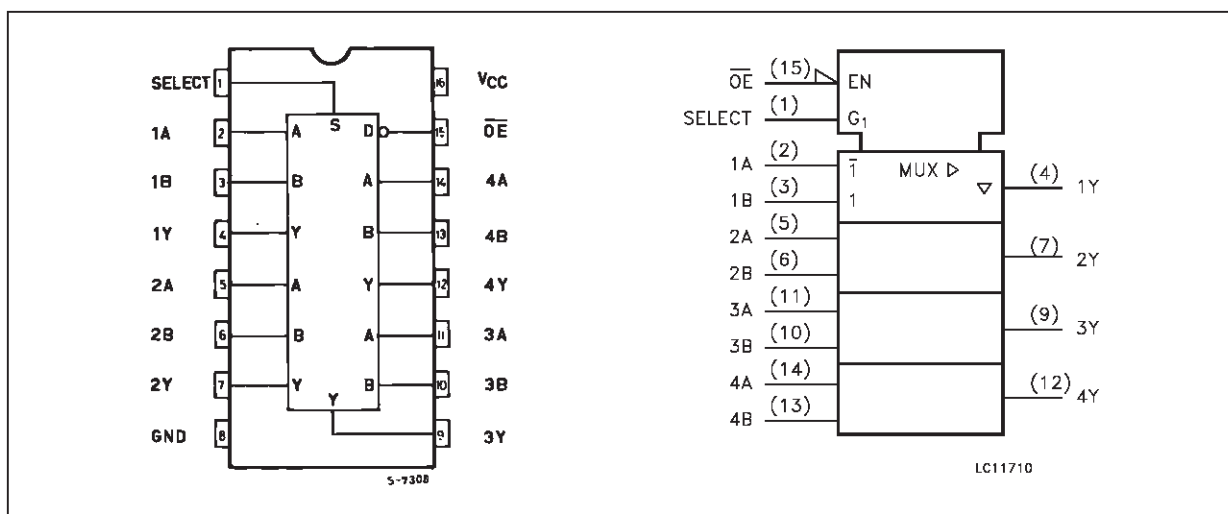 SELECT 1 16 VCC
S
1A 2 A D 15 O̅E̅
1B 3 B A 14 4A
1Y 4 Y B 13 4B
2A 5 A Y 12 4Y
2B 6 B A 11 3A
2Y 7 Y B 10 3B
Y
GND 8 9 3Y
S-7308
O̅E̅ (15) EN
SELECT (1) G1
1A (2) 1̅ MUX (4) 1Y
1B (3) 1
2A (5) (7) 2Y
2B (6)
3A (11) (9) 3Y
3B (10)
4A (14) (12) 4Y
4B (13)
LC11710